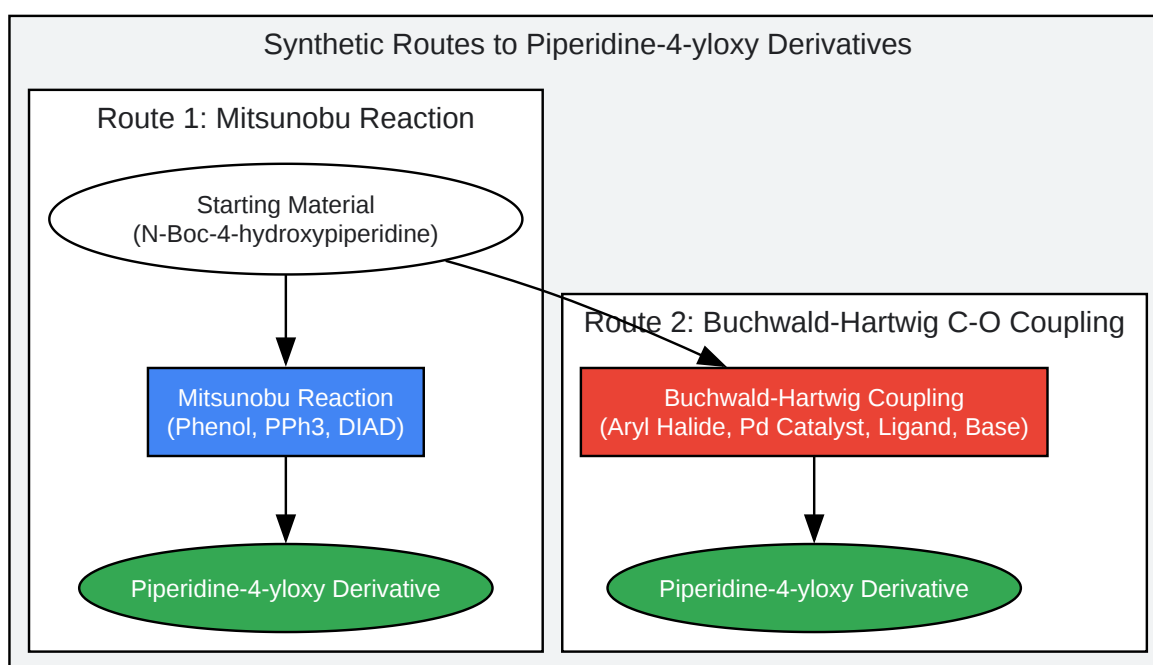 Synthetic Routes to Piperidine-4-yloxy Derivatives
Route 1: Mitsunobu Reaction
Starting Material
(N-Boc-4-hydroxypiperidine)
Mitsunobu Reaction
(Phenol, PPh3, DIAD)
Piperidine-4-yloxy Derivative
Route 2: Buchwald-Hartwig C-O Coupling
Buchwald-Hartwig Coupling
(Aryl Halide, Pd Catalyst, Ligand, Base)
Piperidine-4-yloxy Derivative